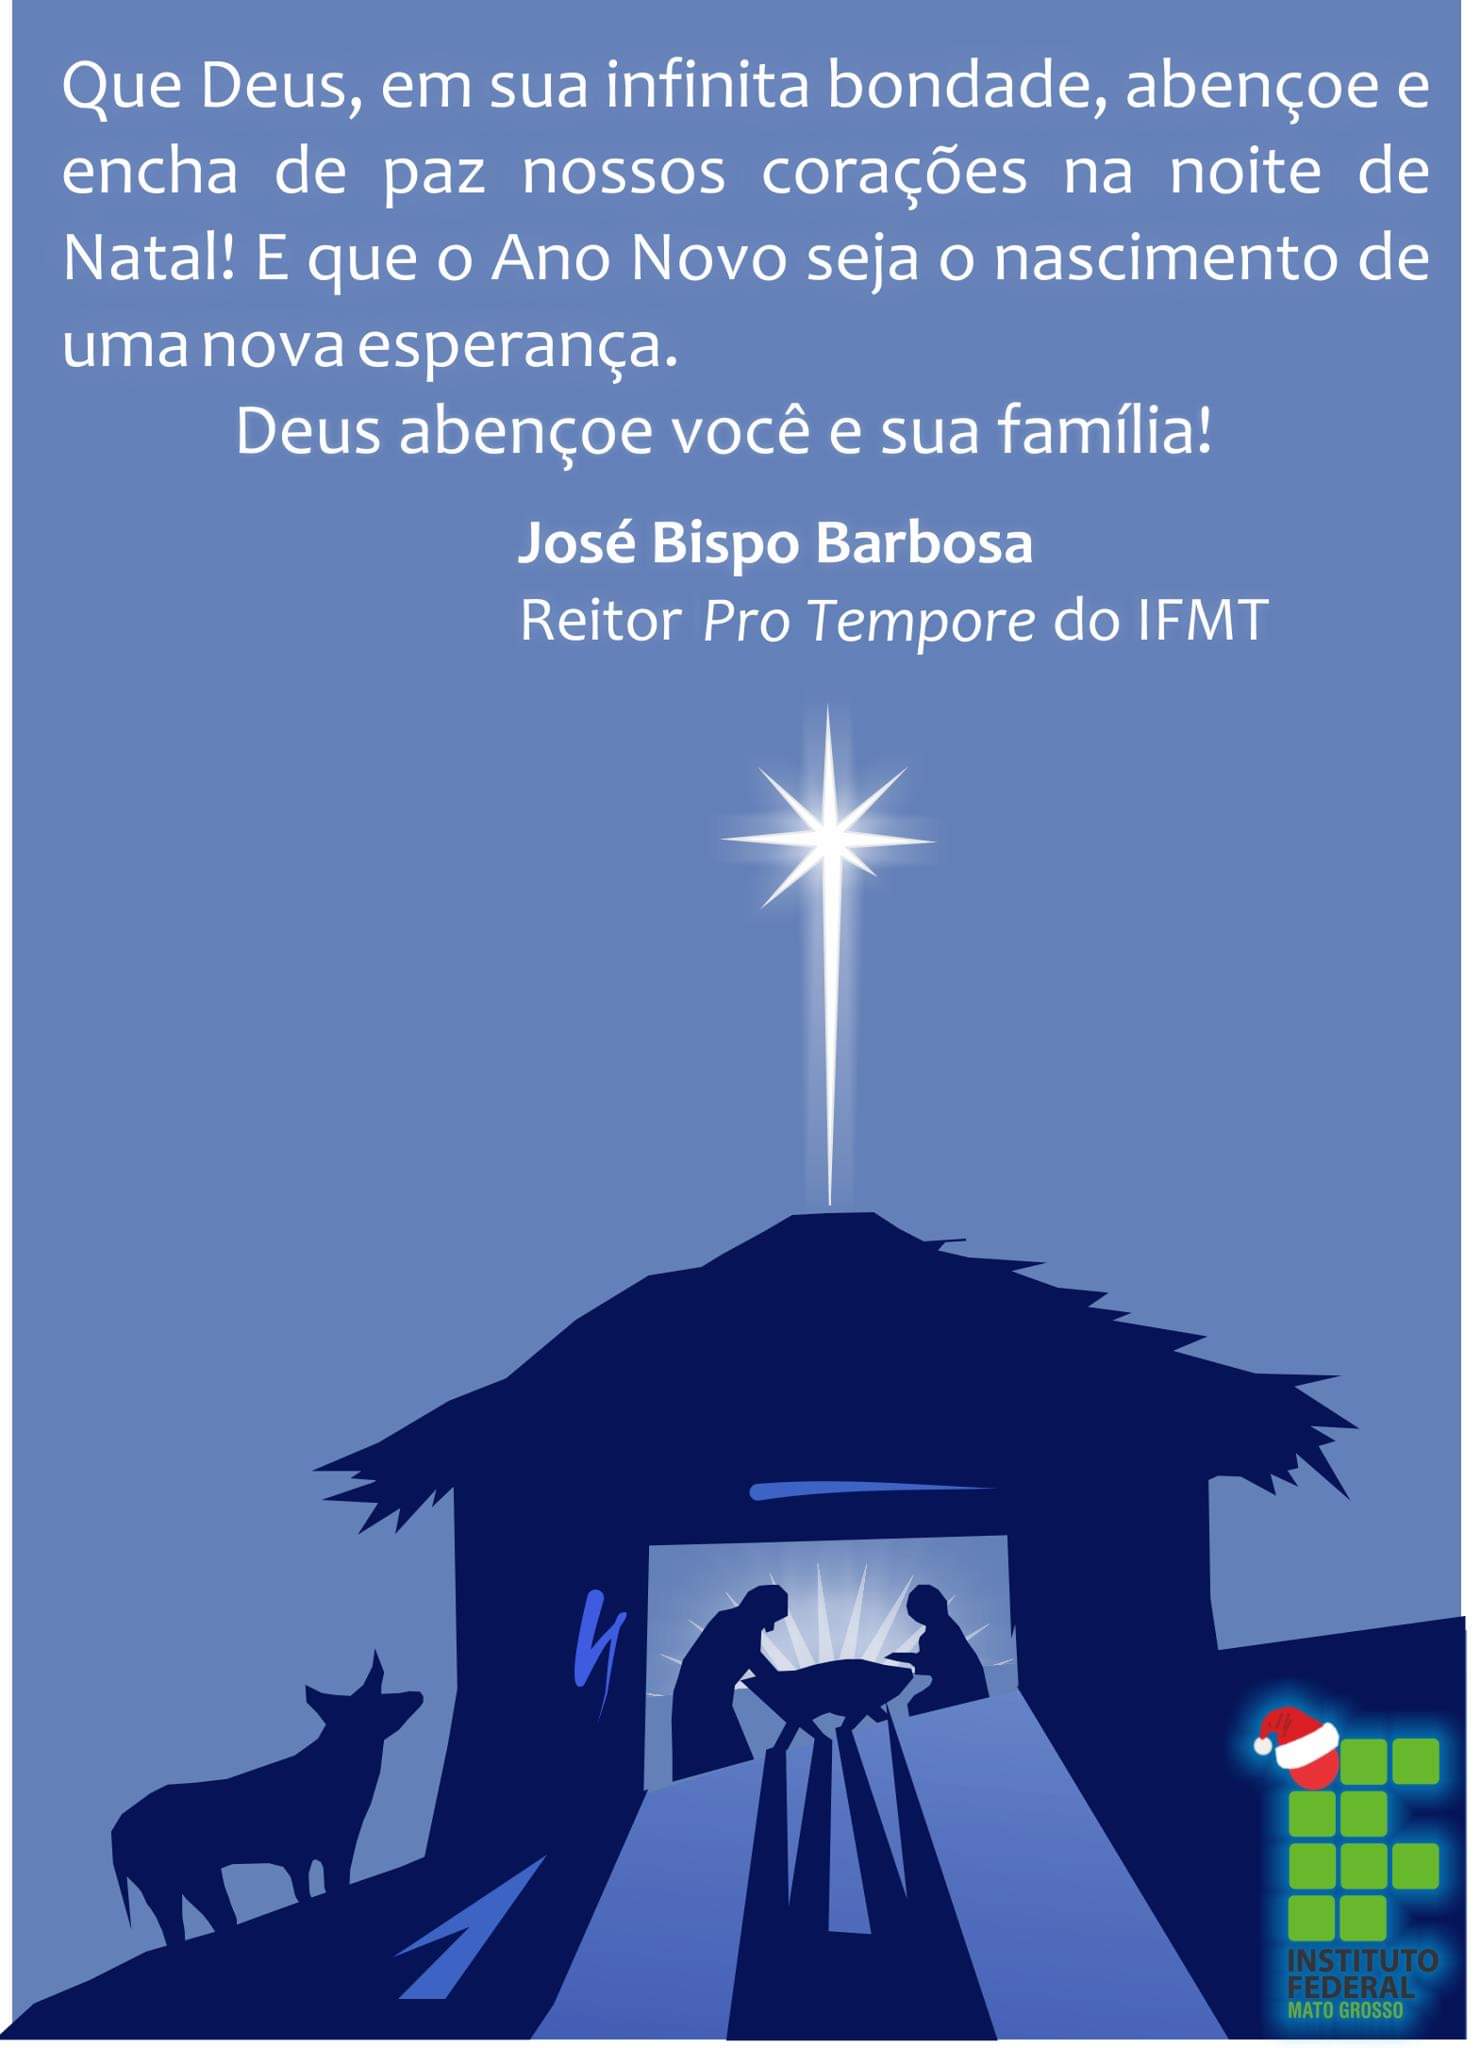 Que Deus, em sua infinita bondade, abençoe e
encha de paz nossos corações na noite de
Natal! E que o Ano Novo seja o nascimento de
uma nova esperança.
Deus abençoe você e sua família!
José Bispo Barbosa
Reitor Pro Tempore do IFMT
INSTITUTO
FEDERAL
MATO GROSSO